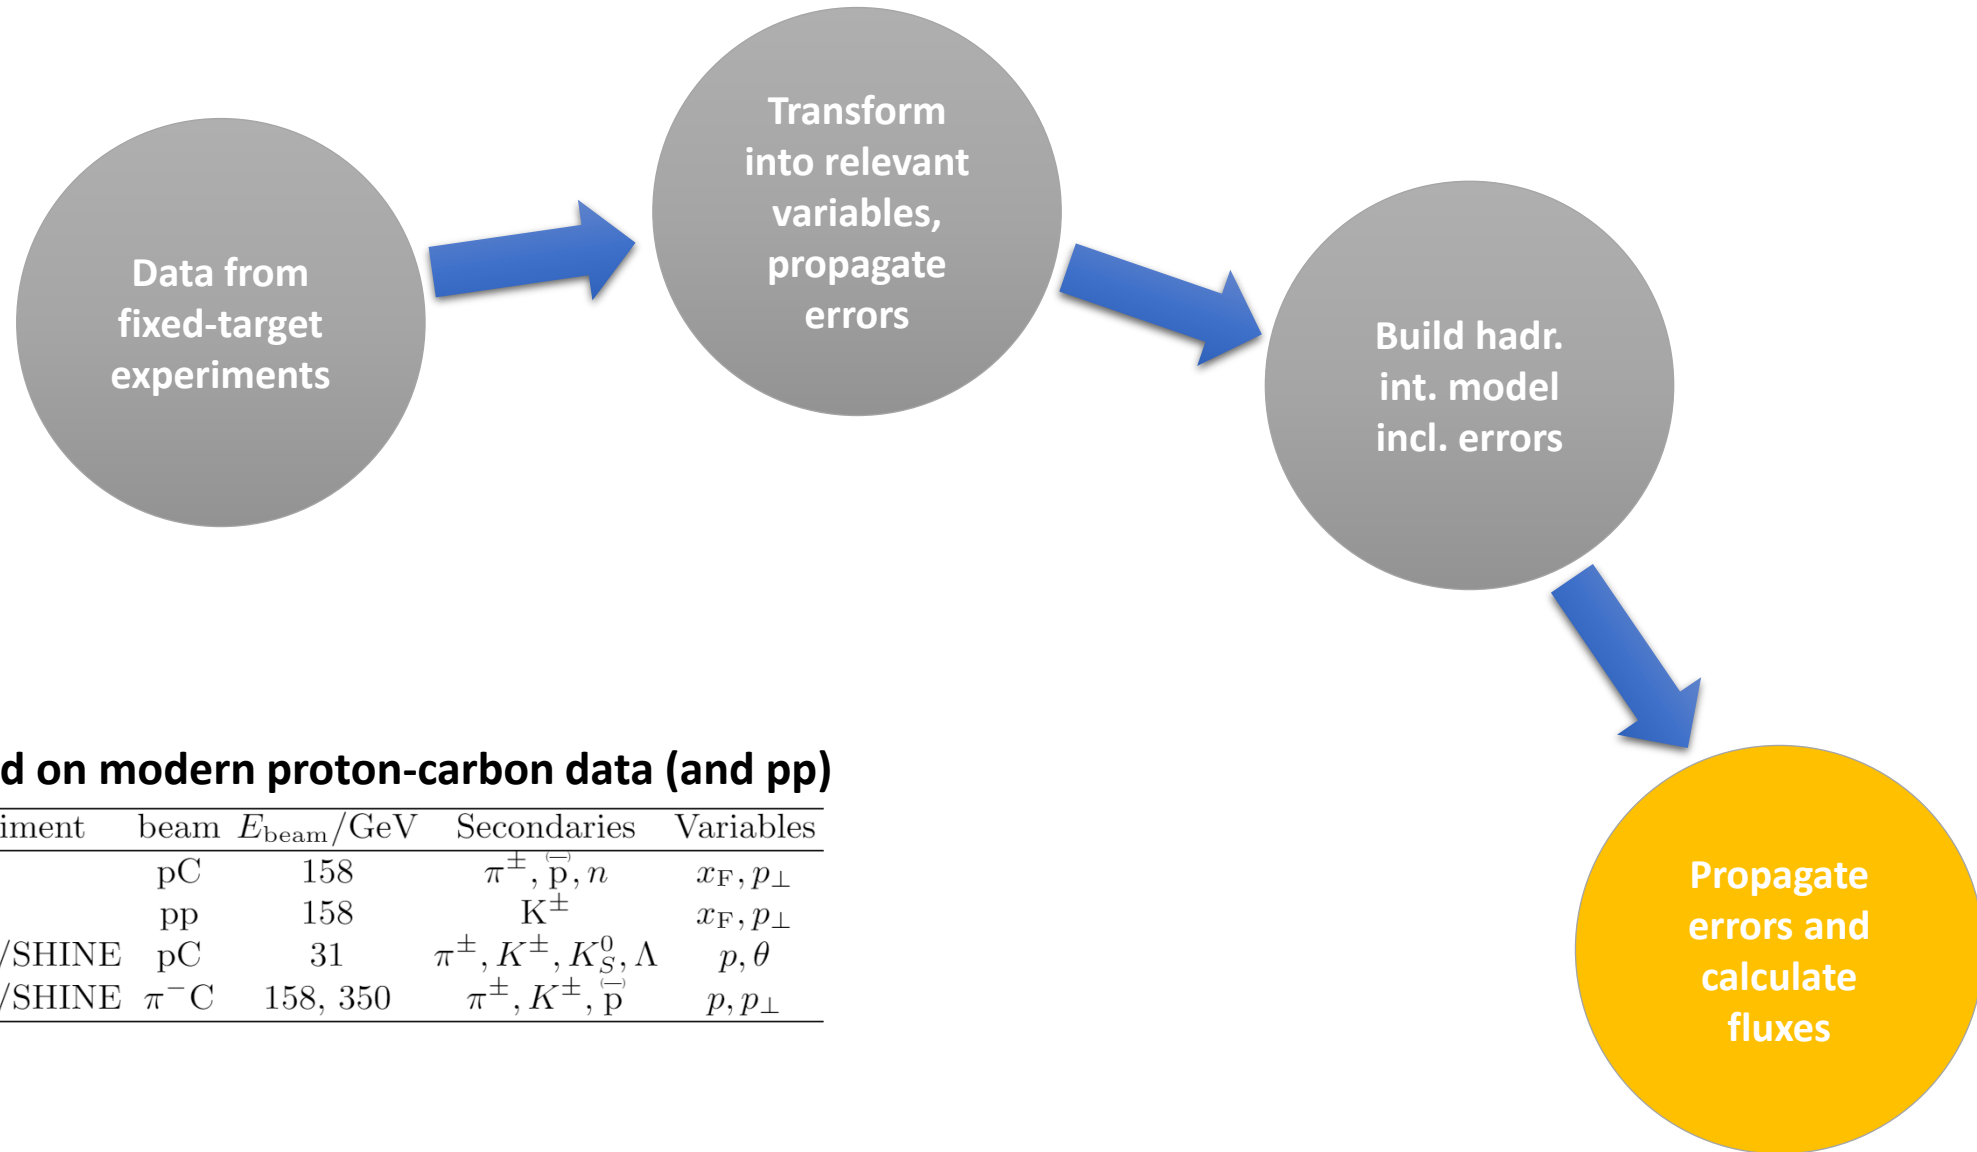 Data from
fixed-target
experiments
Transform
into relevant
variables,
propagate
errors
Build hadr.
int. model
incl. errors
Propagate
errors and
calculate
fluxes
d on modern proton-carbon data (and pp)
iment beam E_beam/GeV Secondaries Variables
pC 158 π^±, p^(−), n x_F, p_⊥
pp 158 K^± x_F, p_⊥
/SHINE pC 31 π^±, K^±, K_S^0, Λ p, θ
/SHINE π^−C 158, 350 π^±, K^±, p^(−) p, p_⊥